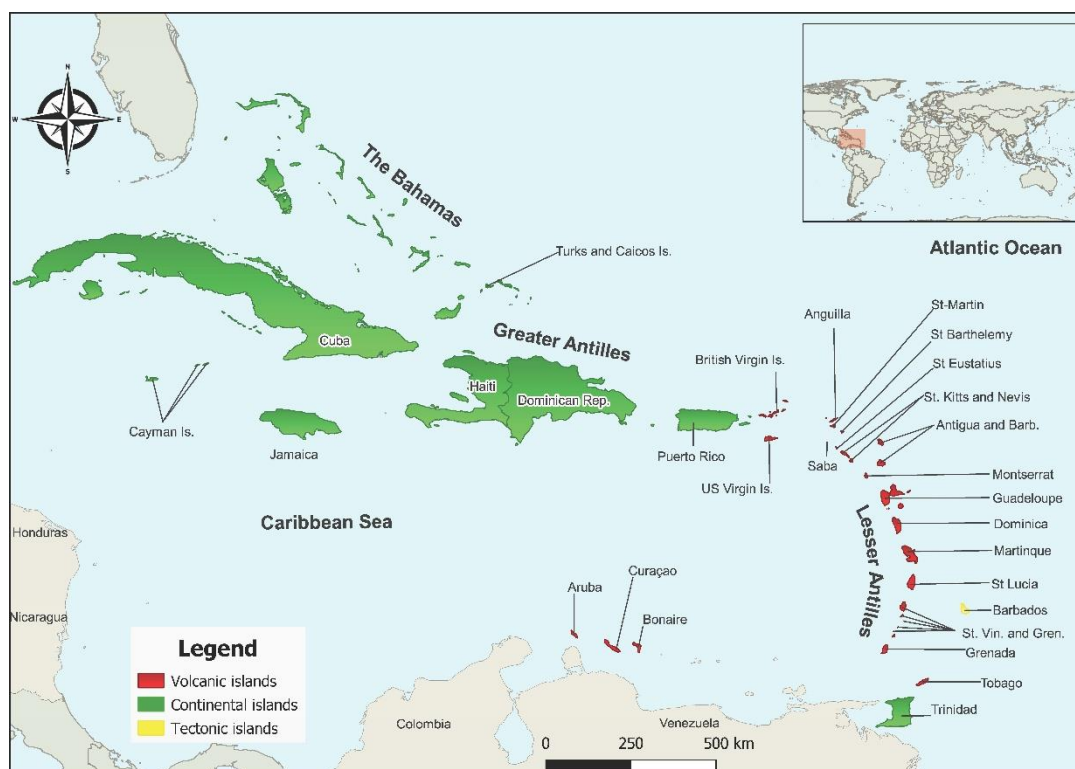 N
W
E
S
The Bahamas
Atlantic Ocean
Turks and Caicos Is.
St-Martin
Anguilla
St Barthelemy
Cuba
Greater Antilles
British Virgin Is.
St Eustatius
Haiti
Dominican Rep.
St. Kitts and Nevis
Cayman Is.
Antigua and Barb.
Jamaica
Puerto Rico
Saba
US Virgin Is.
Montserrat
Guadeloupe
Caribbean Sea
Lesser Antilles
Dominica
Honduras
Martinque
Curaçao
Aruba
St Lucia
Bonaire
Nicaragua
Barbados
St. Vin. and Gren.
Grenada
Legend
Volcanic islands
Continental islands
Tectonic islands
Tobago
Trinidad
Colombia
Venezuela
0 250 500 km